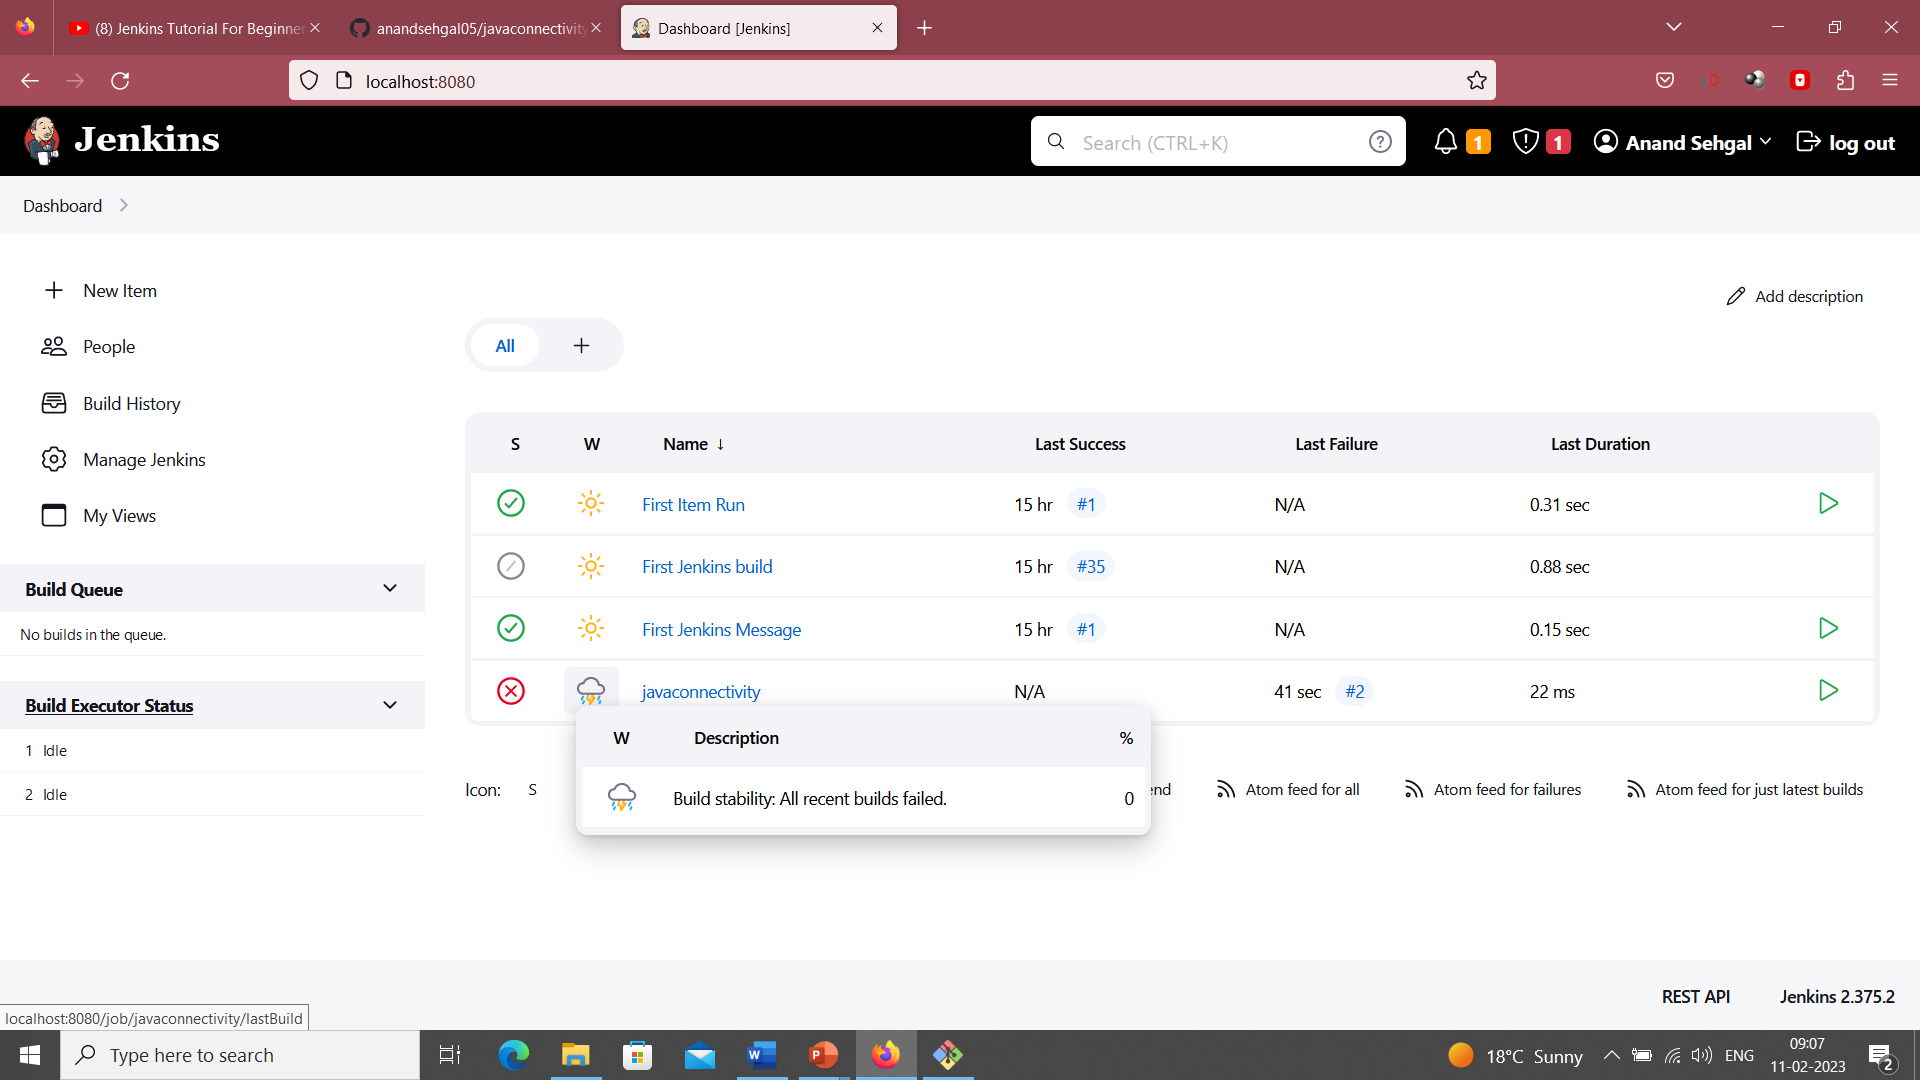 (8) Jenkins Tutorial For Beginner
anandsehgal05/javaconnectivity
Dashboard [Jenkins]
localhost:8080
Jenkins
Search (CTRL+K)
1
1
Anand Sehgal
log out
Dashboard
New Item
People
Build History
Manage Jenkins
My Views
Build Queue
No builds in the queue.
Build Executor Status
1 Idle
2 Idle
Add description
All
S W Name ↓ Last Success Last Failure Last Duration
First Item Run 15 hr #1 N/A 0.31 sec
First Jenkins build 15 hr #35 N/A 0.88 sec
First Jenkins Message 15 hr #1 N/A 0.15 sec
javaconnectivity N/A 41 sec #2 22 ms
W Description %
Build stability: All recent builds failed. 0
Icon: S
Atom feed for all
Atom feed for failures
Atom feed for just latest builds
REST API
Jenkins 2.375.2
localhost:8080/job/javaconnectivity/lastBuild
Type here to search
18°C Sunny
ENG
09:07
11-02-2023
2